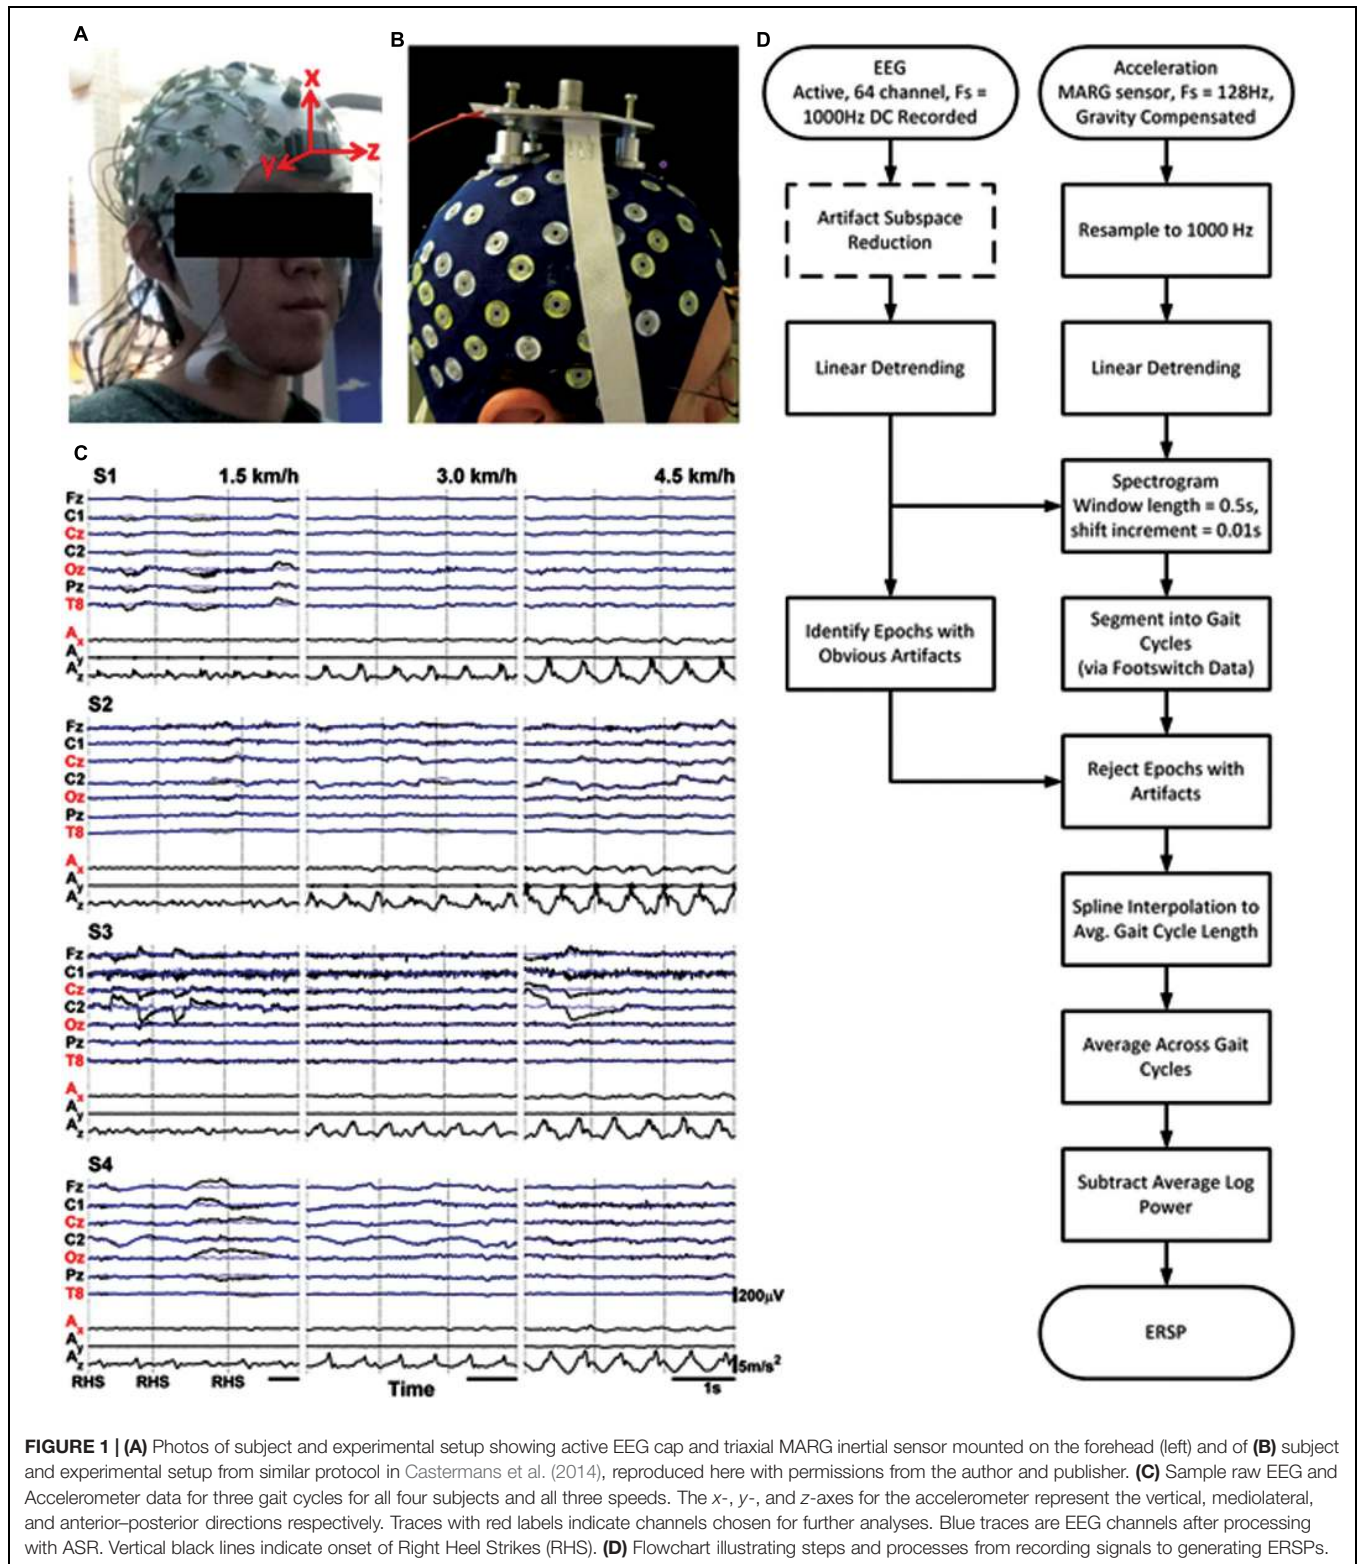 A
X
y
z
B
C
S1
1.5 km/h
3.0 km/h
4.5 km/h
Fz
C1
Cz
C2
Oz
Pz
T8
Ax
Ay
Az
S2
Fz
C1
Cz
C2
Oz
Pz
T8
Ax
Ay
Az
S3
Fz
C1
Cz
C2
Oz
Pz
T8
Ax
Ay
Az
S4
Fz
C1
Cz
C2
Oz
Pz
T8
200µV
Ax
Ay
Az
5m/s²
RHS
RHS
RHS
Time
1s
D
EEG
Active, 64 channel, Fs =
1000Hz DC Recorded
Artifact Subspace
Reduction
Linear Detrending
Identify Epochs with
Obvious Artifacts
Acceleration
MARG sensor, Fs = 128Hz,
Gravity Compensated
Resample to 1000 Hz
Linear Detrending
Spectrogram
Window length = 0.5s,
shift increment = 0.01s
Segment into Gait
Cycles
(via Footswitch Data)
Reject Epochs with
Artifacts
Spline Interpolation to
Avg. Gait Cycle Length
Average Across Gait
Cycles
Subtract Average Log
Power
ERSP
FIGURE 1 | (A) Photos of subject and experimental setup showing active EEG cap and triaxial MARG inertial sensor mounted on the forehead (left) and of (B) subject
and experimental setup from similar protocol in Castermans et al. (2014), reproduced here with permissions from the author and publisher. (C) Sample raw EEG and
Accelerometer data for three gait cycles for all four subjects and all three speeds. The x-, y-, and z-axes for the accelerometer represent the vertical, mediolateral,
and anterior–posterior directions respectively. Traces with red labels indicate channels chosen for further analyses. Blue traces are EEG channels after processing
with ASR. Vertical black lines indicate onset of Right Heel Strikes (RHS). (D) Flowchart illustrating steps and processes from recording signals to generating ERSPs.